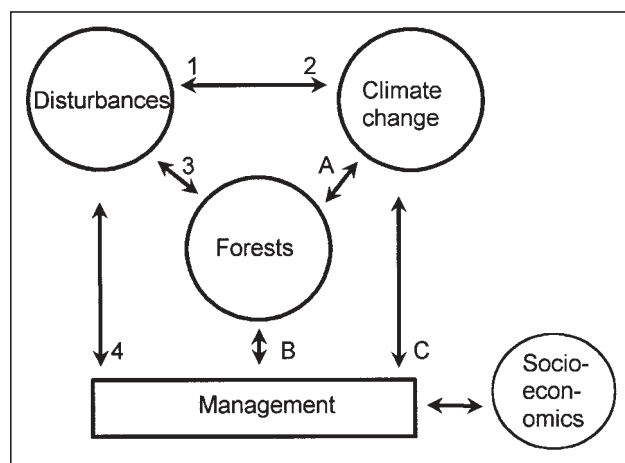 1 2
Disturbances
Climate
change
3 A
Forests
4 B C
Management
Socio-
econ-
omics